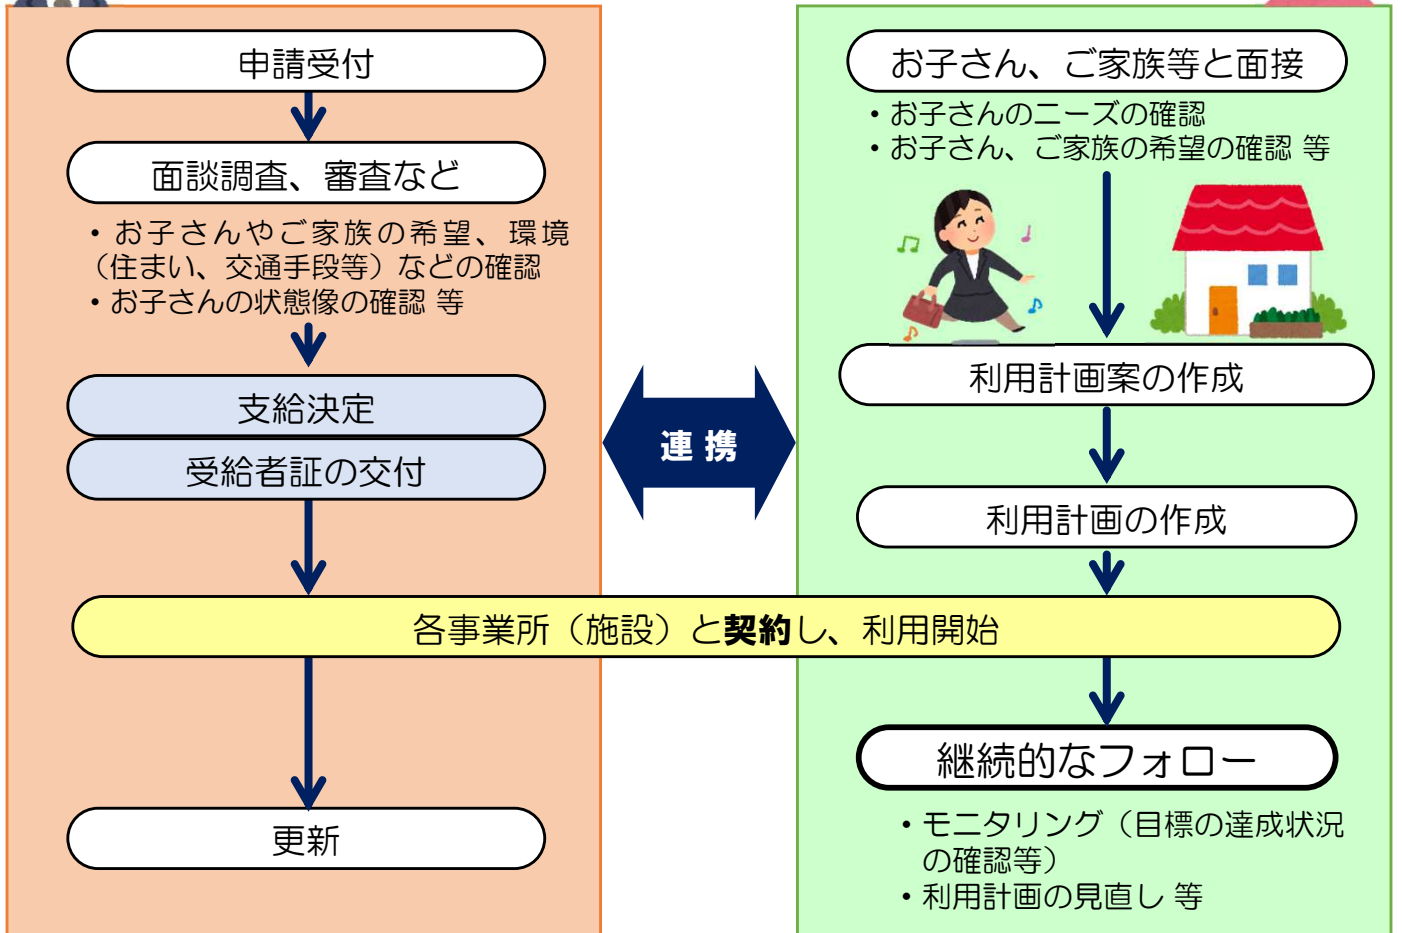 申請受付
面談調査、審査など
・お子さんやご家族の希望、環境
（住まい、交通手段等）などの確認
・お子さんの状態像の確認 等
支給決定
受給者証の交付
連携
お子さん、ご家族等と面接
・お子さんのニーズの確認
・お子さん、ご家族の希望の確認 等
利用計画案の作成
利用計画の作成
各事業所（施設）と契約し、利用開始
更新
継続的なフォロー
・モニタリング（目標の達成状況
の確認等）
・利用計画の見直し 等